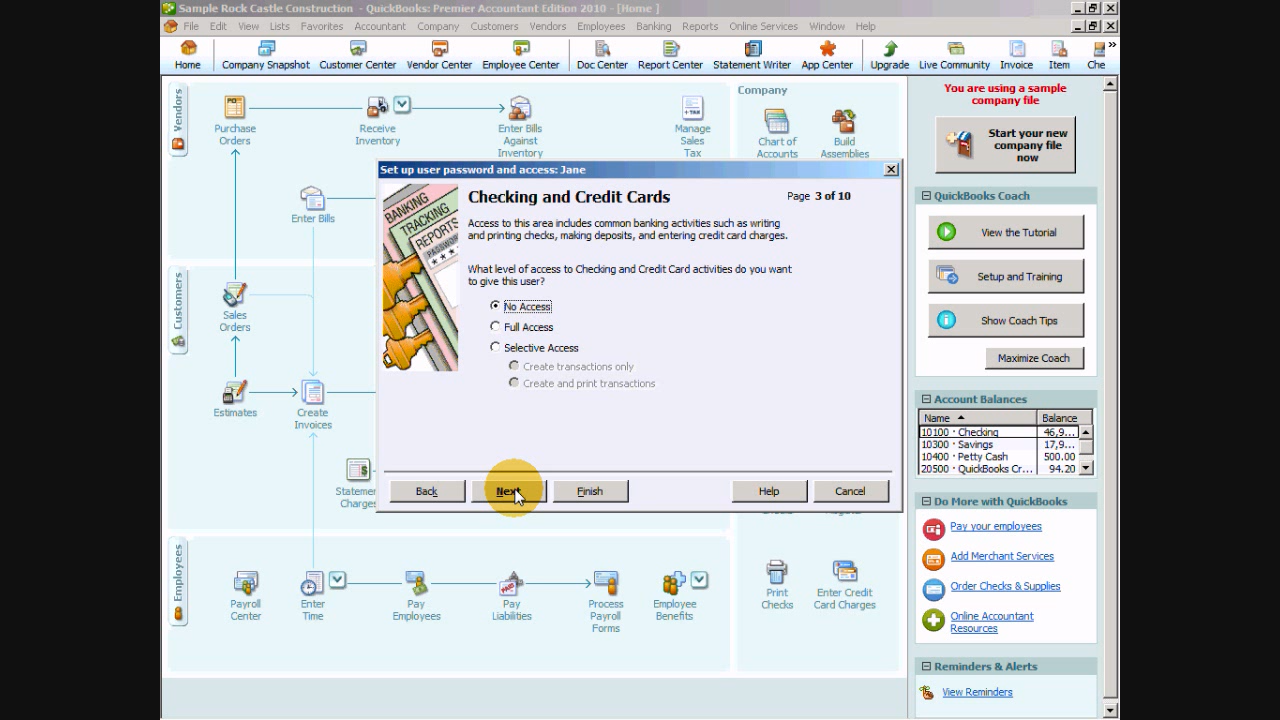 Sample Rock Castle Construction - QuickBooks: Premier Accountant Edition 2010 - [Home ]
File Edit View Lists Favorites Accountant Company Customers Vendors Employees Banking Reports Online Services Window Help
Home Company Snapshot Customer Center Vendor Center Employee Center Doc Center Report Center Statement Writer App Center Upgrade Live Community Invoice Item Che »
Vendors
Purchase
Orders
Receive
Inventory
Enter Bills
Against
Inventory
Manage
Sales
Tax
Enter Bills
Company
Chart of
Accounts
Build
Assemblies
Customers
Sales
Orders
Estimates
Create
Invoices
Statement
Charges
Employees
Payroll
Center
Enter
Time
Pay
Employees
Pay
Liabilities
Process
Payroll
Forms
Employee
Benefits
Print
Checks
Enter Credit
Card Charges
Set up user password and access: Jane
BANKING
TRACKING
REPORTS
Checking and Credit Cards
Page 3 of 10
Access to this area includes common banking activities such as writing
and printing checks, making deposits, and entering credit card charges.
What level of access to Checking and Credit Card activities do you want
to give this user?
No Access
Full Access
Selective Access
Create transactions only
Create and print transactions
Back Next Finish Help Cancel
You are using a sample
company file
Start your new
company file
now
QuickBooks Coach
View the Tutorial
Setup and Training
Show Coach Tips
Maximize Coach
Account Balances
Name Balance
10100 · Checking 46,9...
10300 · Savings 17,9...
10400 · Petty Cash 500.00
20500 · QuickBooks Cr... 94.20
Do More with QuickBooks
Pay your employees
Add Merchant Services
Order Checks & Supplies
Online Accountant
Resources
Reminders & Alerts
View Reminders